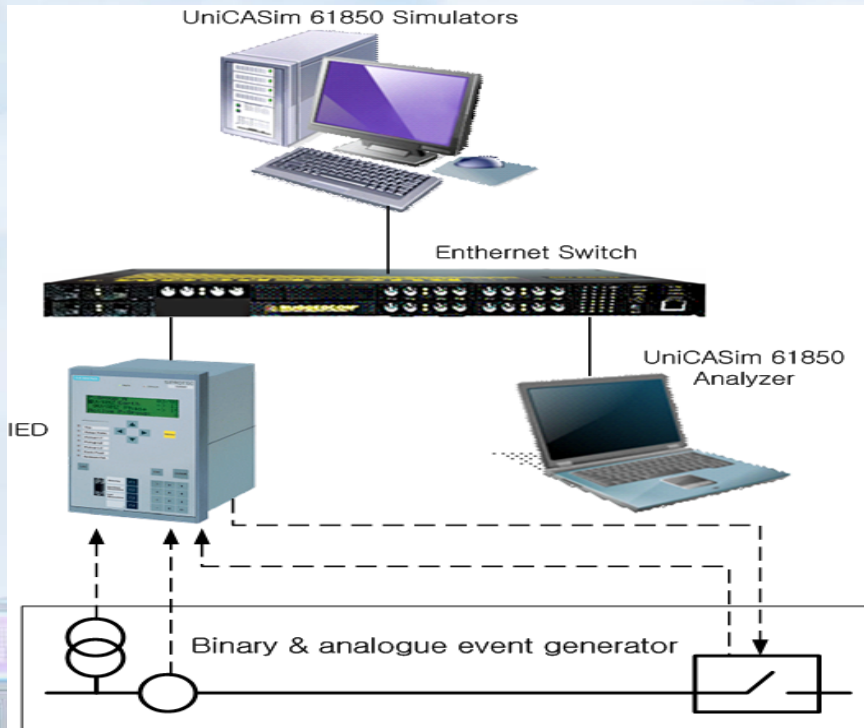 UniCASim 61850 Simulators
Enthernet Switch
UniCASim 61850
Analyzer
IED
Binary & analogue event generator